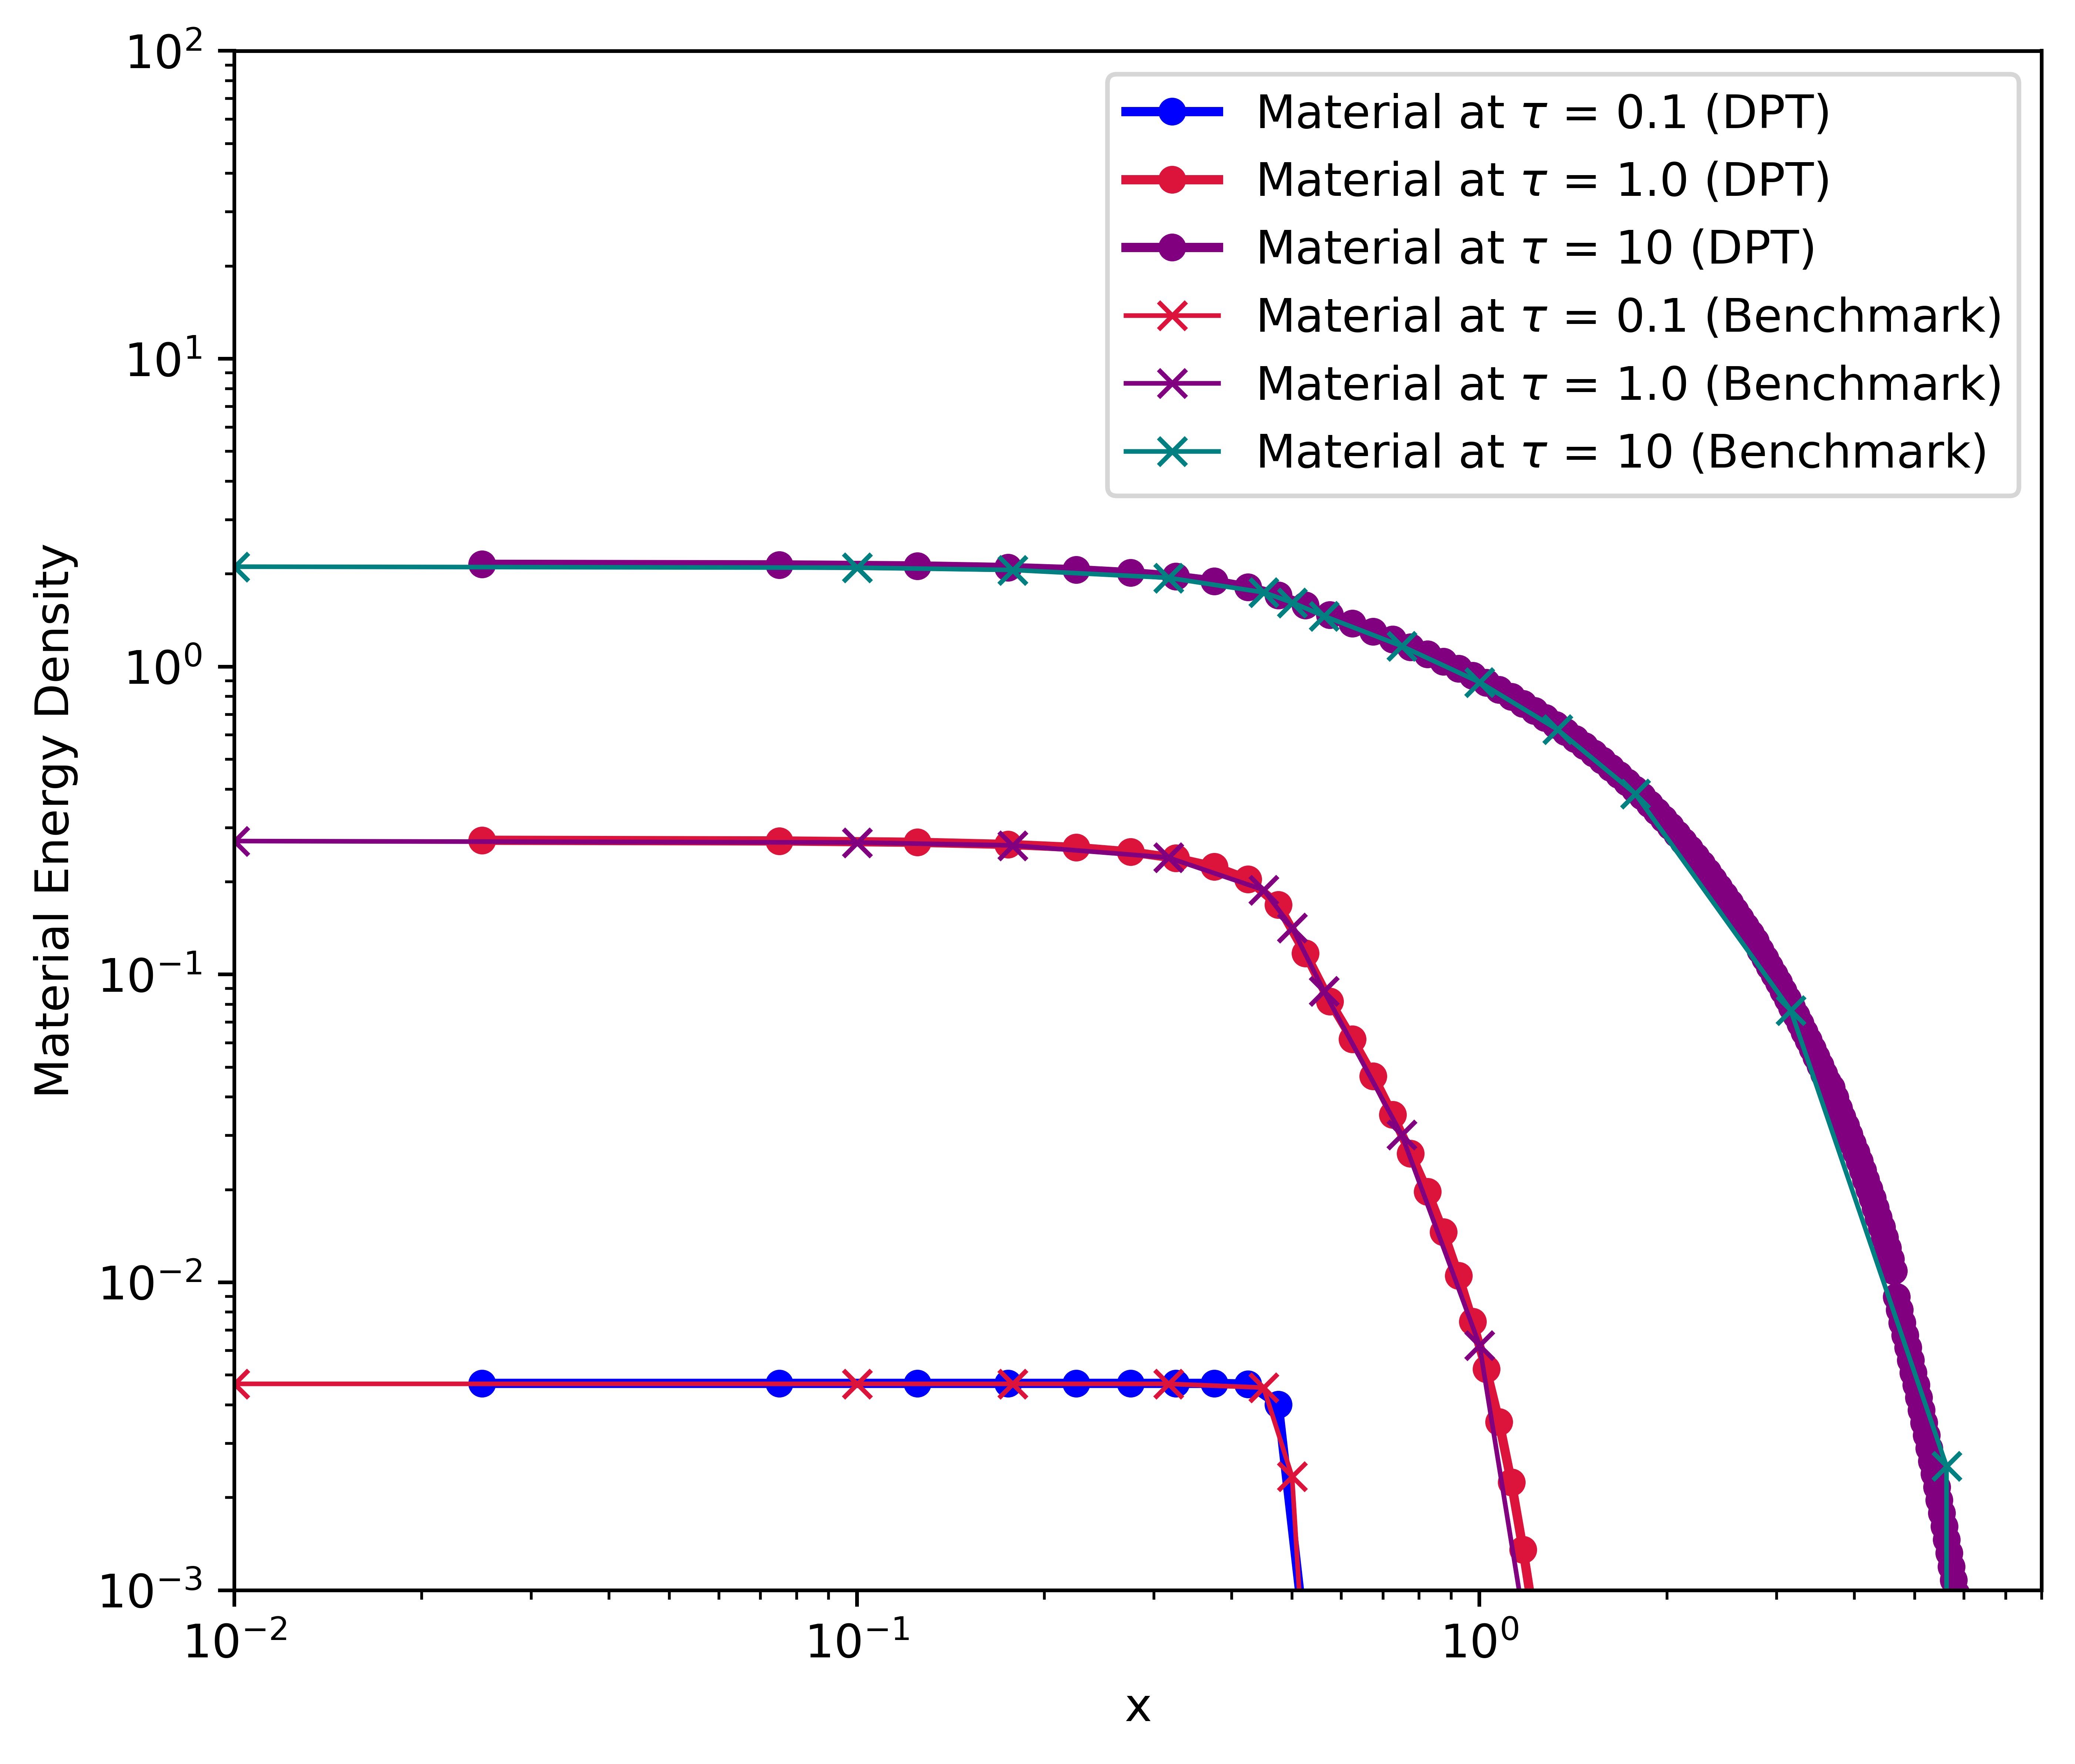 10²
Material at τ = 0.1 (DPT)
Material at τ = 1.0 (DPT)
Material at τ = 10 (DPT)
Material at τ = 0.1 (Benchmark)
Material at τ = 1.0 (Benchmark)
Material at τ = 10 (Benchmark)
10¹
10⁰
10⁻¹
10⁻²
10⁻³
Material Energy Density
10⁻²
10⁻¹
10⁰
x